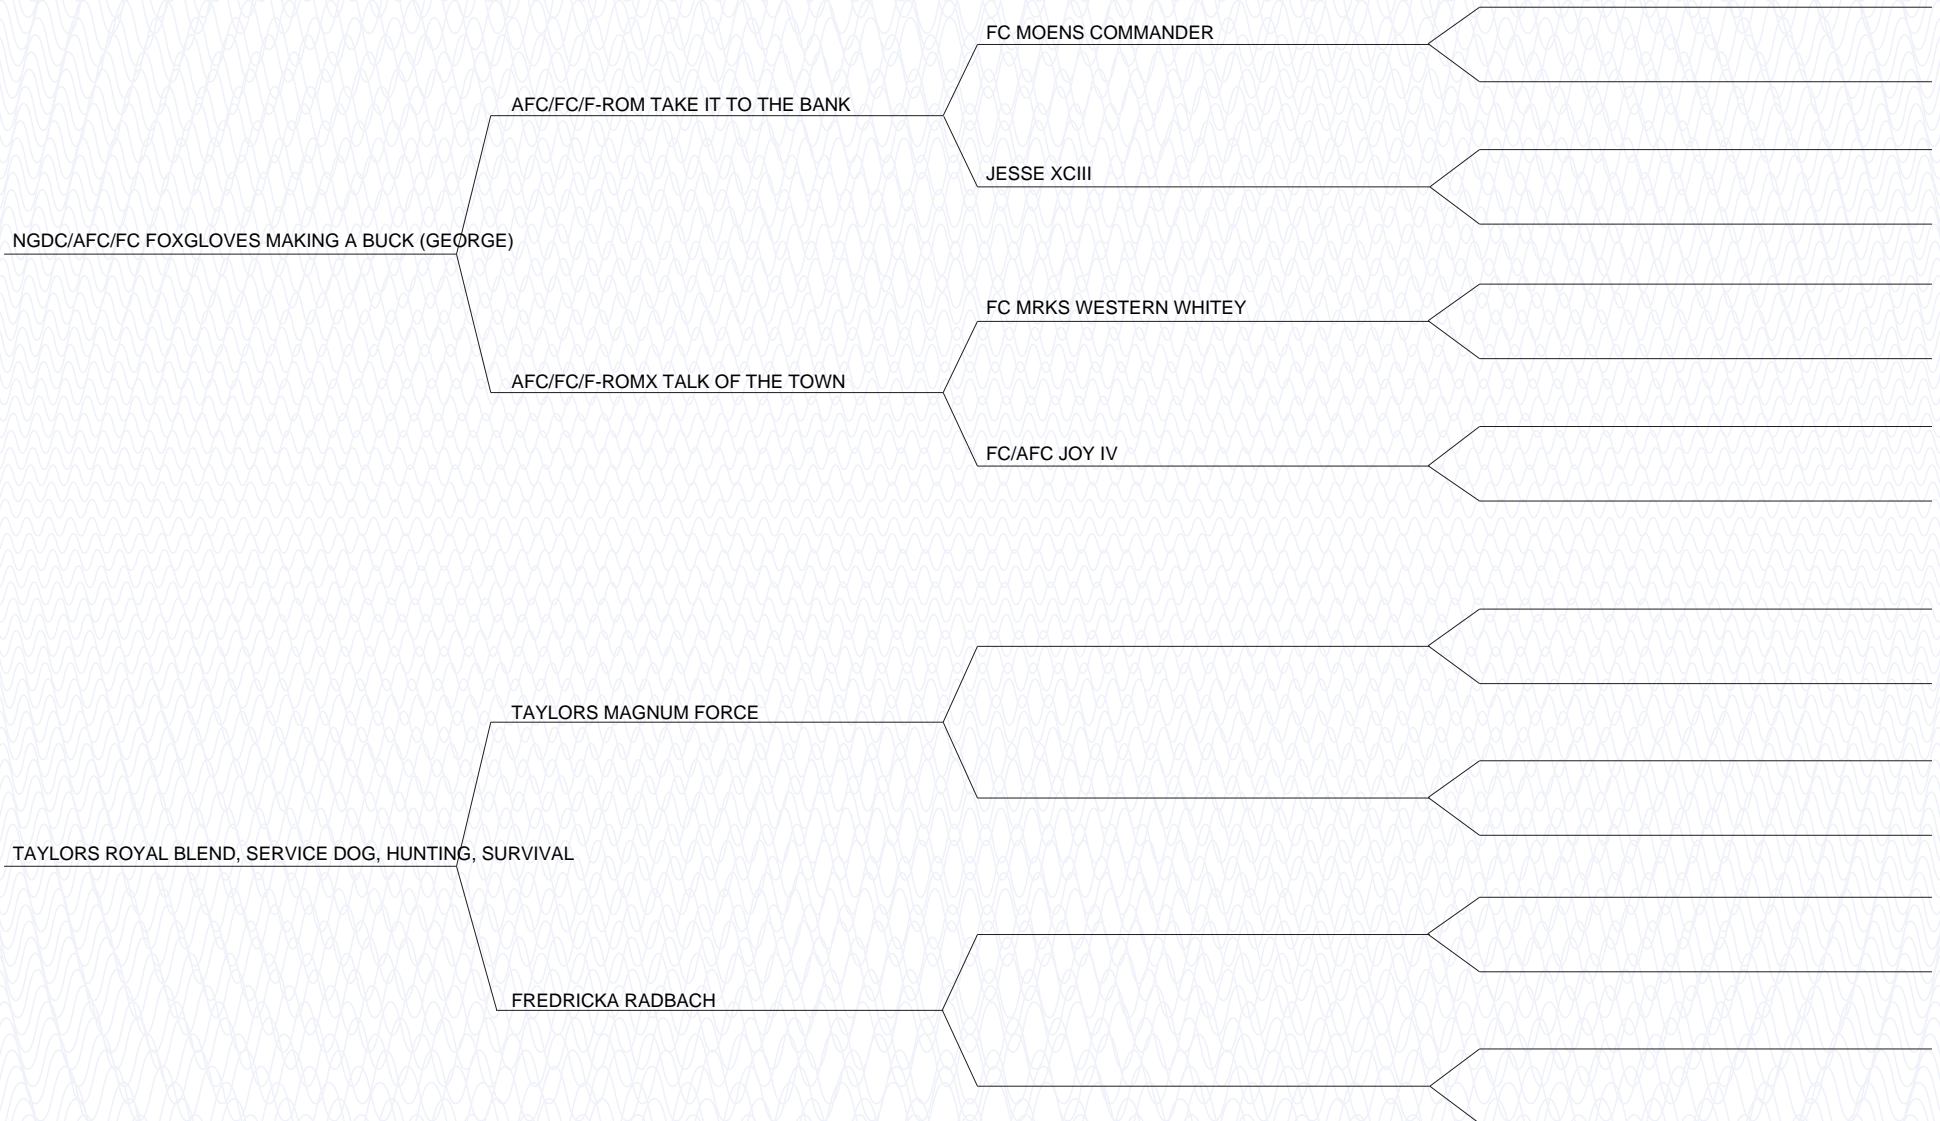 FC MOENS COMMANDER
AFC/FC/F-ROM TAKE IT TO THE BANK
JESSE XCIII
NGDC/AFC/FC FOXGLOVES MAKING A BUCK (GEORGE)
FC MRKS WESTERN WHITEY
AFC/FC/F-ROMX TALK OF THE TOWN
FC/AFC JOY IV
TAYLORS MAGNUM FORCE
TAYLORS ROYAL BLEND, SERVICE DOG, HUNTING, SURVIVAL
FREDRICKA RADBACH